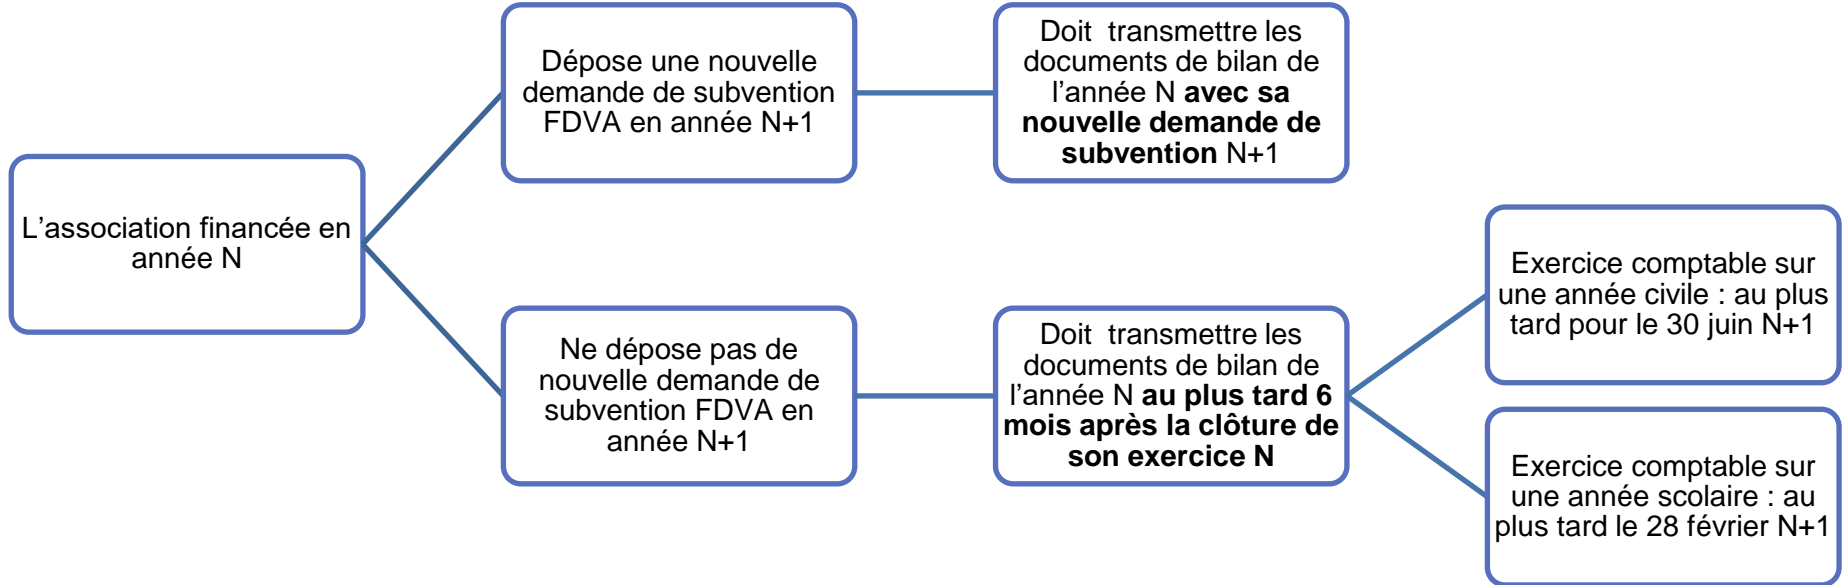 L’association financée en
année N
Dépose une nouvelle
demande de subvention
FDVA en année N+1
Doit  transmettre les
documents de bilan de
l’année N avec sa
nouvelle demande de
subvention N+1
Ne dépose pas de
nouvelle demande de
subvention FDVA en
année N+1
Doit  transmettre les
documents de bilan de
l’année N au plus tard 6
mois après la clôture de
son exercice N
Exercice comptable sur
une année civile : au plus
tard pour le 30 juin N+1
Exercice comptable sur
une année scolaire : au
plus tard le 28 février N+1